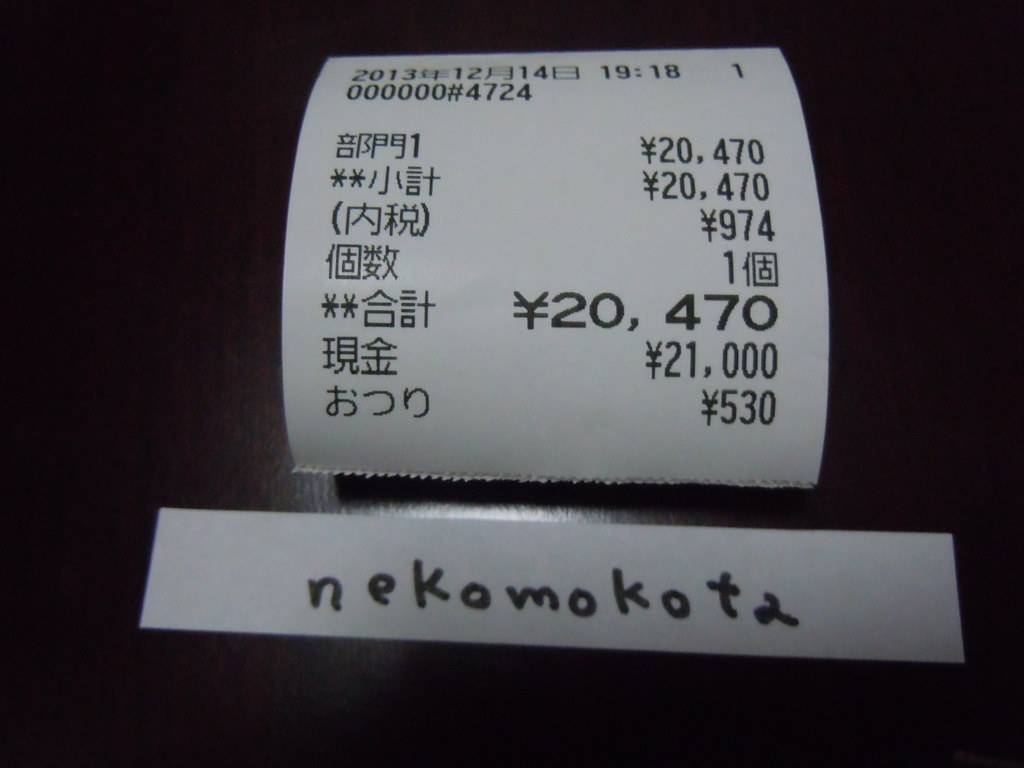 2013年12月14日 19:18 1
000000#4724
部門1 ¥20,470
**小計 ¥20,470
(内税) ¥974
個数 1個
**合計 ¥20,470
現金 ¥21,000
おつり ¥530
nekomokota